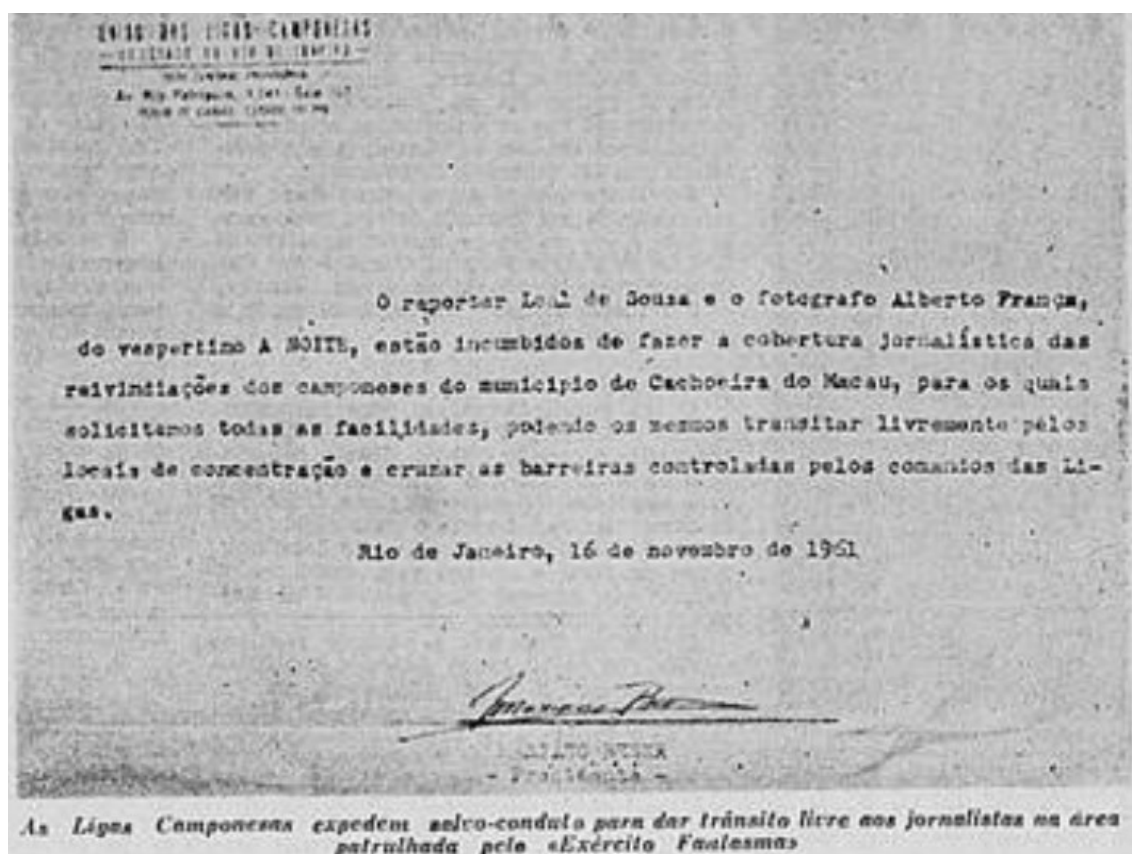 DAS LIGAS CAMPONESAS
O reporter Leal de Souza e o fotografo Alberto França,
do vespertino A NOITE, estão incumbidos de fazer a cobertura jornalística das
reivindiações dos camponeses do municipio de Cachoeira do Macau, para os quais
solicitamos todas as facilidades, podendo os mesmos transitar livremente pelos
locais de concentração e cruzar as barreiras controladas pelos comandos das Li-
gas.
Rio de Janeiro, 16 de novembro de 1961
- Presidente -
As Ligas Camponesas expedem salvo-conduto para dar trânsito livre aos jornalistas na área
patrulhada pelo «Exército Fantasma»